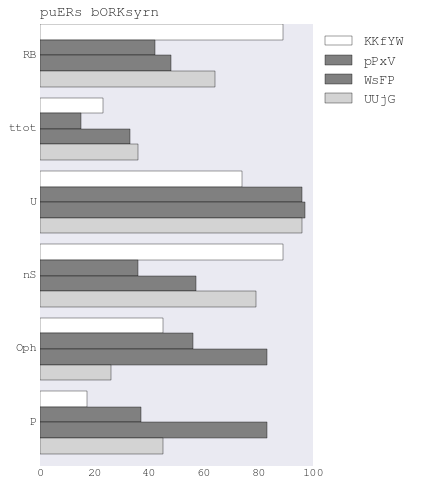 puERs bORKsyrn
KKfYW
pPxV
WsFP
UUjG
RB
ttot
U
nS
Oph
p
0 20 40 60 80 100